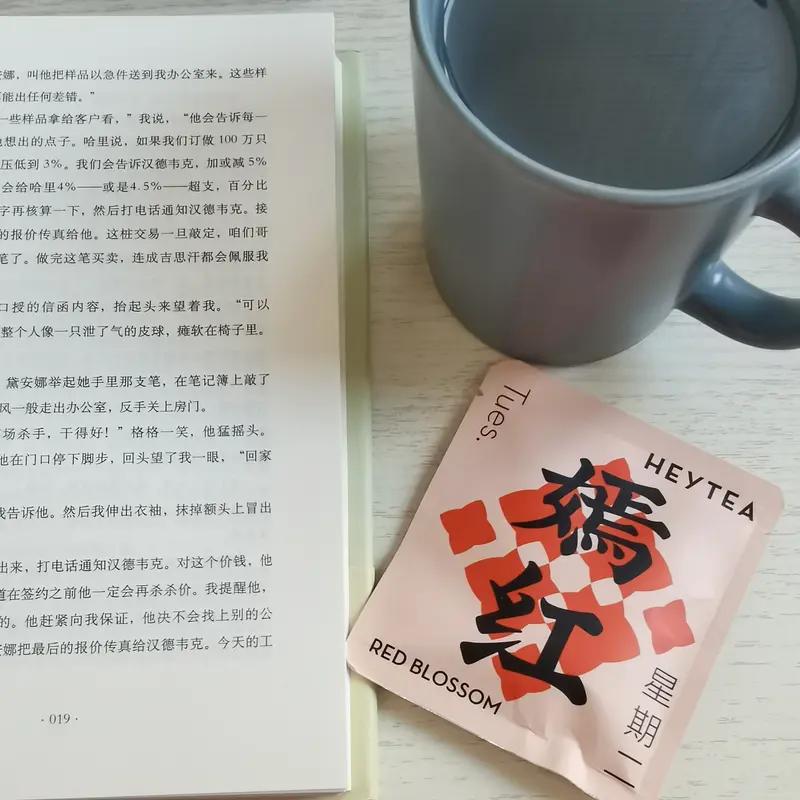 安娜，叫他把样品以急件送到我办公室来。这些样
能出任何差错。”
一些样品拿给客户看，”我说，“他会告诉每一
想出的点子。哈里说，如果我们订做 100 万只
压低到 3%。我们会告诉汉德韦克，加或减 5%
会给哈里4%——或是4.5%——超支，百分比
字再核算一下，然后打电话通知汉德韦克。接
的报价传真给他。这桩交易一旦敲定，咱们哥
笔了。做完这笔买卖，连成吉思汗都会佩服我
口授的信函内容，抬起头来望着我。“可以
整个人像一只泄了气的皮球，瘫软在椅子里。
黛安娜举起她手里那支笔，在笔记簿上敲了
风一般走出办公室，反手关上房门。
场杀手，干得好！”格格一笑，他猛摇头。
他在门口停下脚步，回头望了我一眼，“回家
我告诉他。然后我伸出衣袖，抹掉额头上冒出
出来，打电话通知汉德韦克。对这个价钱，他
道在签约之前他一定会再杀杀价。我提醒他，
的。他赶紧向我保证，他决不会找上别的公
安娜把最后的报价传真给汉德韦克。今天的工
· 019 ·
Tues.
HEYTEA
嫣红
RED BLOSSOM
星期二